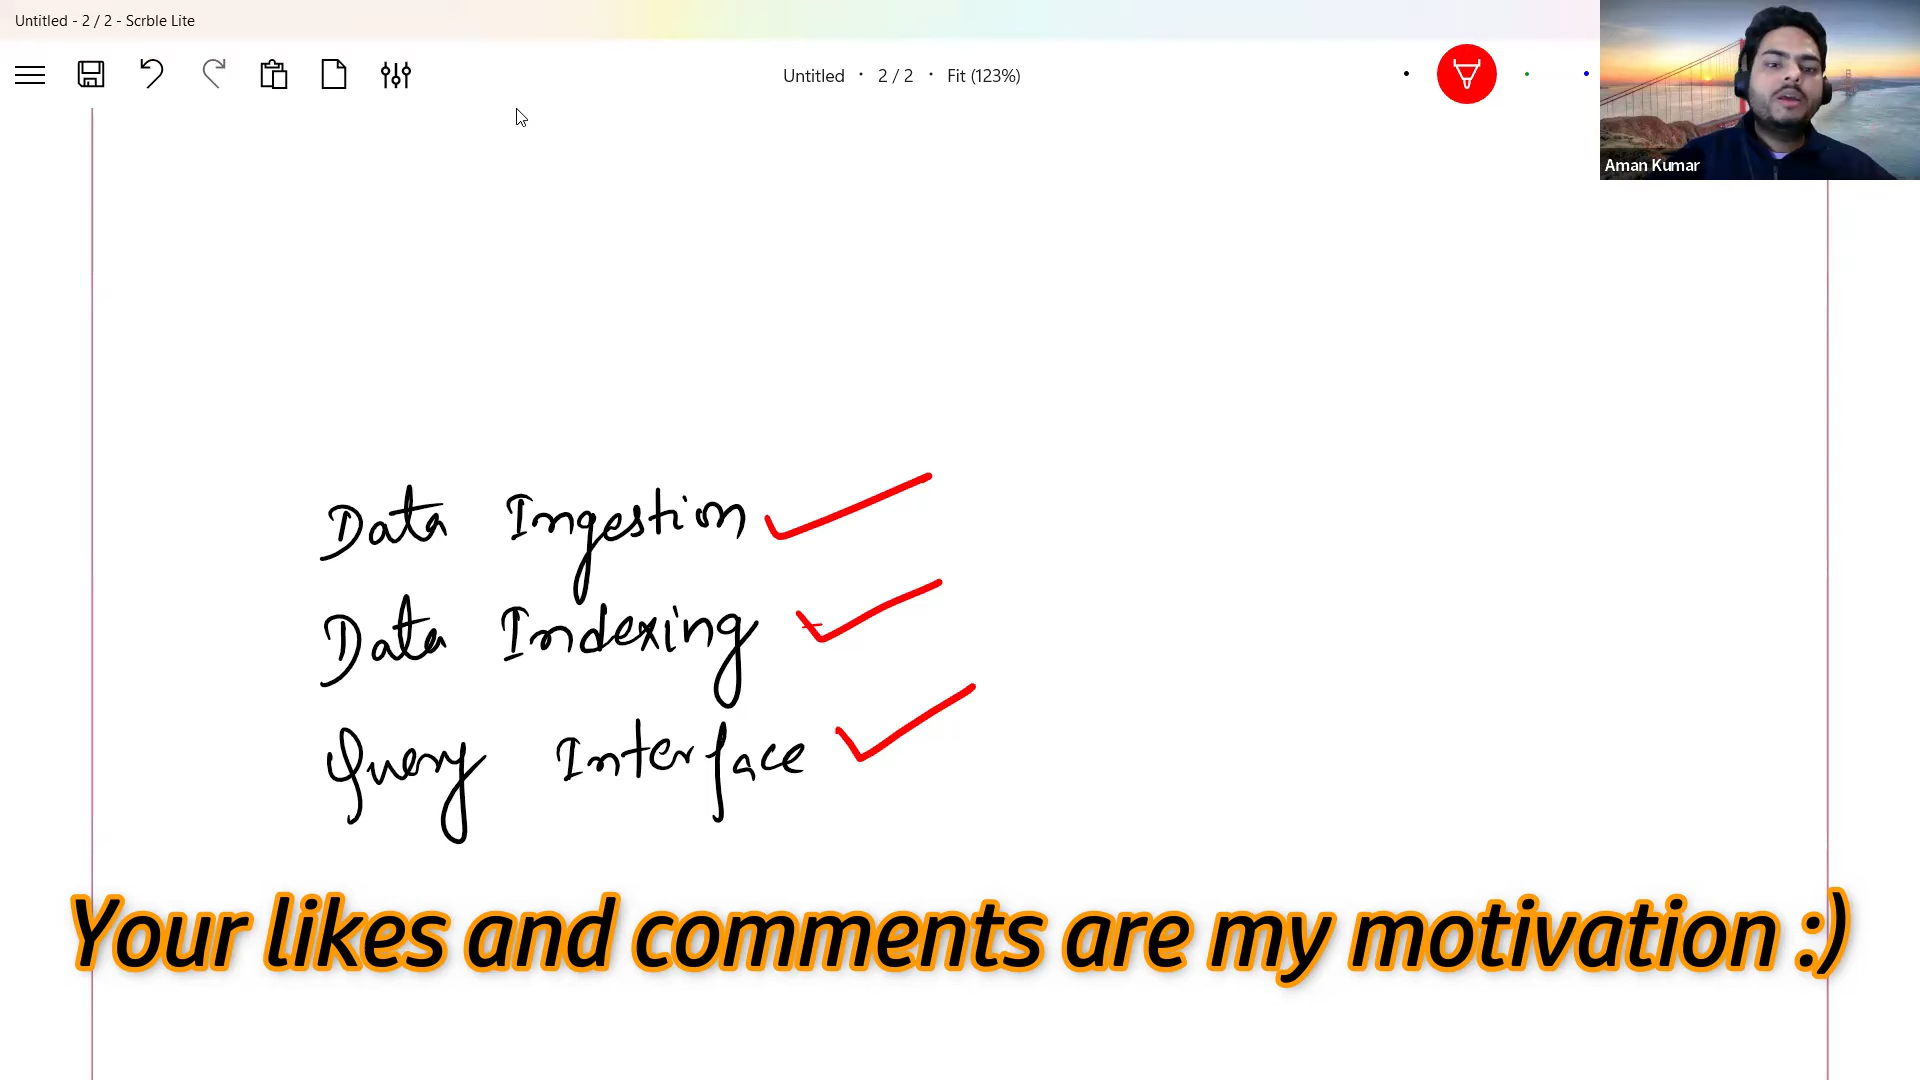 Untitled - 2 / 2 - Scrble Lite
Untitled · 2 / 2 · Fit (123%)
Aman Kumar
Data Ingestion
Data Indexing
Query Interface
Your likes and comments are my motivation :)